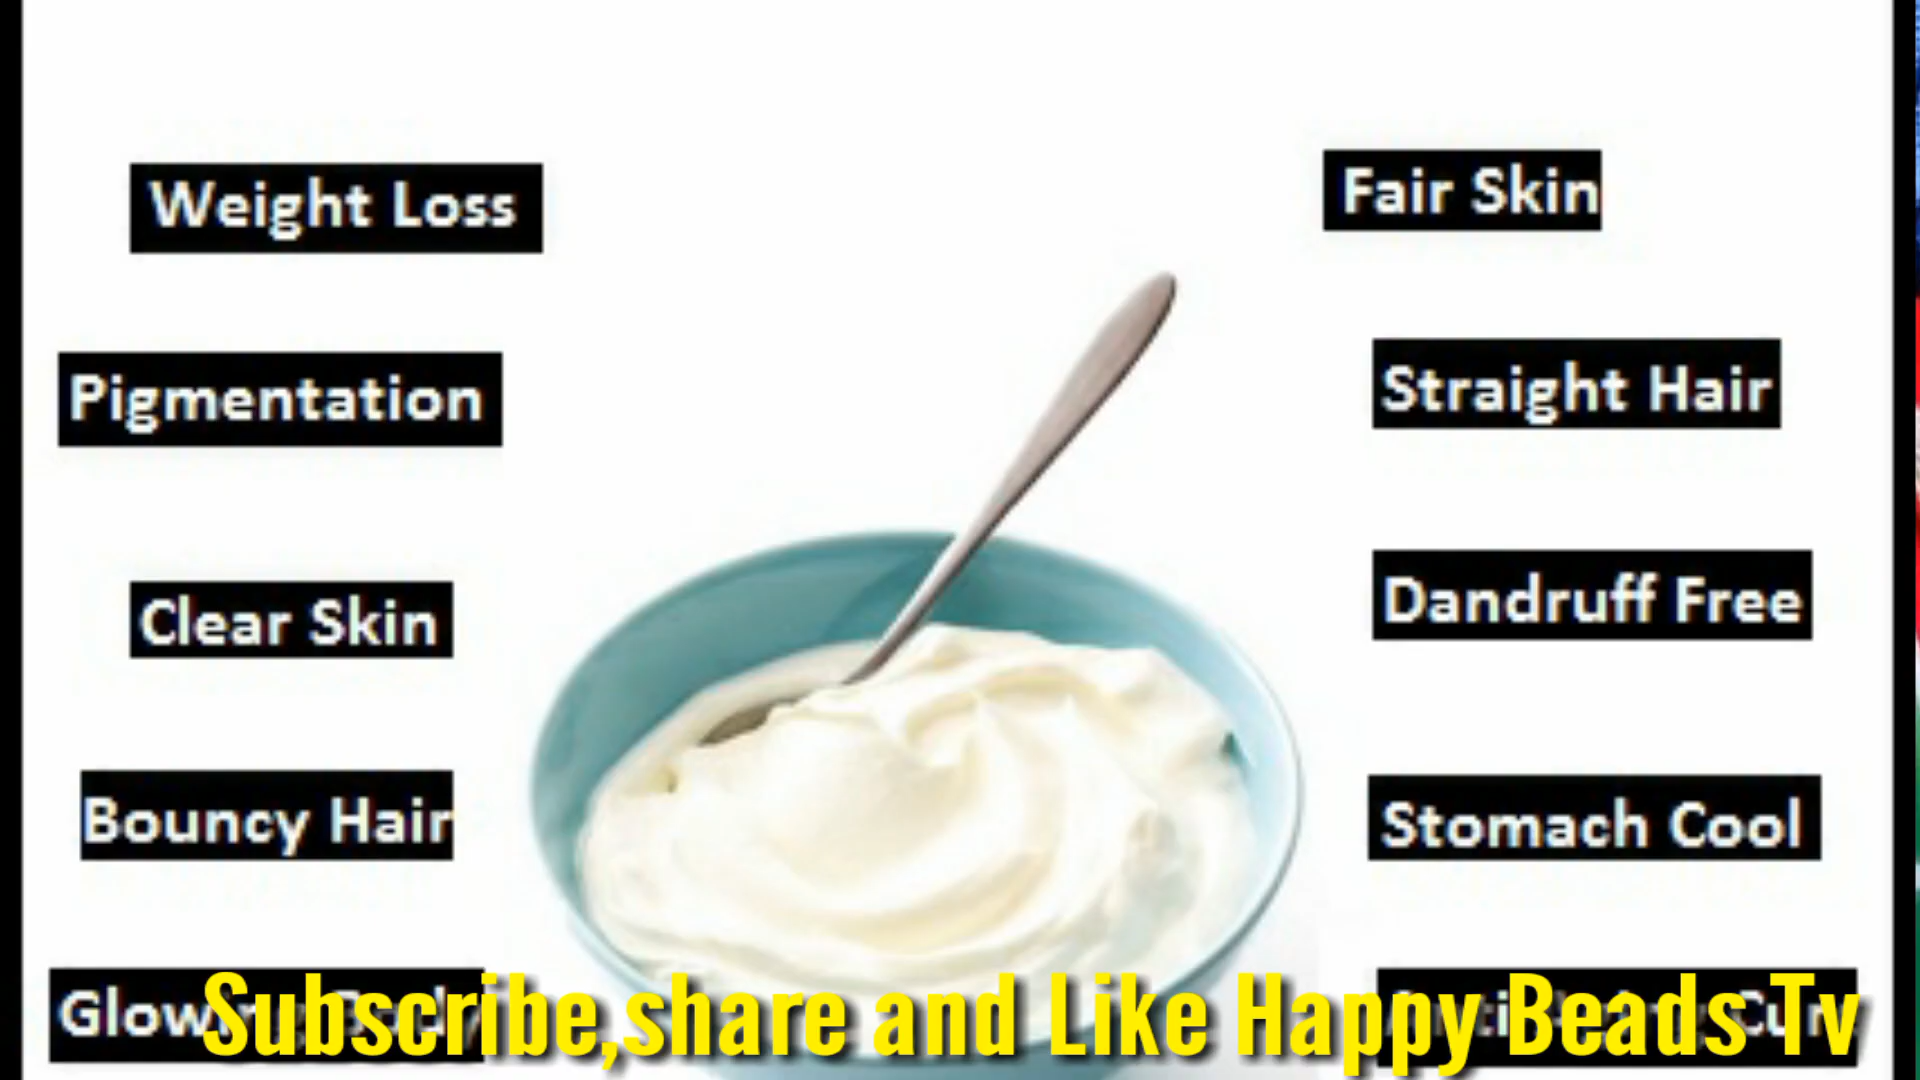 Weight Loss
Fair Skin
Pigmentation
Straight Hair
Clear Skin
Dandruff Free
Bouncy Hair
Stomach Cool
Subscribe,share and Like Happy Beads Tv